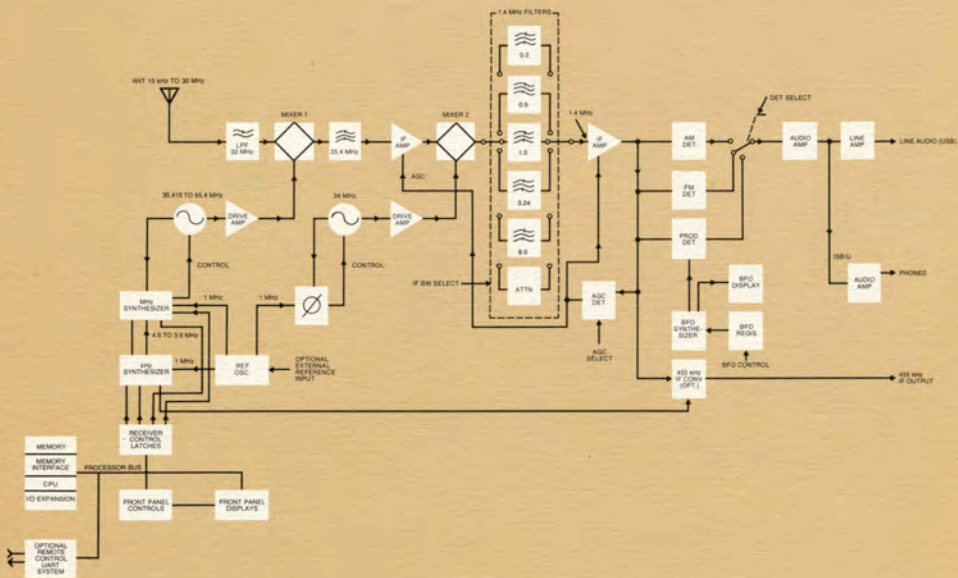 1.4 MHz FILTERS
0.2
0.5
1.0
3.24
8.0
ATTN
ANT 15 kHz TO 30 MHz
LPF
32 MHz
MIXER 1
35.4 MHz
IF
AMP
MIXER 2
AGC
1.4 MHz
IF
AMP
AM
DET
DET SELECT
AUDIO
AMP
LINE
AMP
LINE AUDIO (USB)
FM
DET
PROD
DET
ISB-U
AUDIO
AMP
PHONES
35.415 TO 65.4 MHz
DRIVE
AMP
CONTROL
34 MHz
DRIVE
AMP
CONTROL
IF BW SELECT
MHz
SYNTHESIZER
1 MHz
1 MHz
4.6 TO 3.6 MHz
kHz
SYNTHESIZER
1 MHz
REF
OSC.
OPTIONAL
EXTERNAL
REFERENCE
INPUT
AGC
DET
AGC
SELECT
BFO
DISPLAY
BFO
SYNTHE-
SIZER
BFO
REGIS
BFO CONTROL
455 kHz
IF CONV
(OPT.)
455 kHz
IF OUTPUT
RECEIVER
CONTROL
LATCHES
MEMORY
MEMORY
INTERFACE
CPU
I/O EXPANSION
PROCESSOR BUS
FRONT PANEL
CONTROLS
FRONT PANEL
DISPLAYS
OPTIONAL
REMOTE
CONTROL
UART
SYSTEM